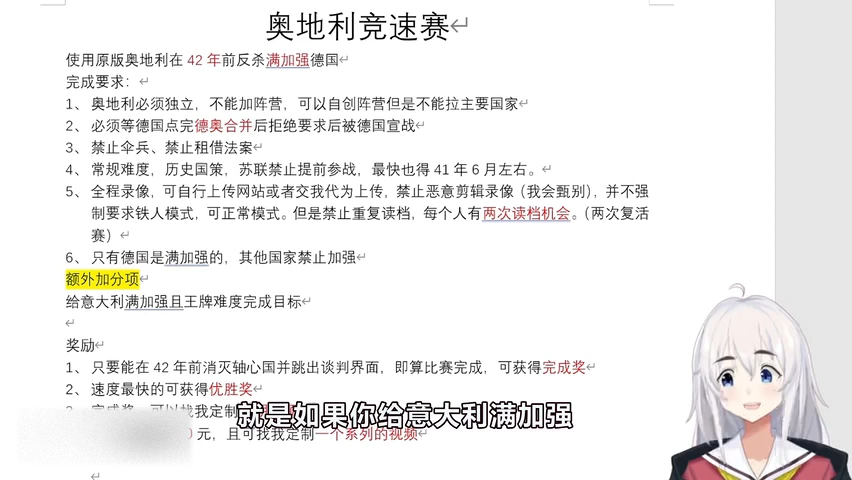 奥地利竞速赛
使用原版奥地利在 42 年前反杀满加强德国
完成要求：
1、奥地利必须独立，不能加阵营，可以自创阵营但是不能拉主要国家
2、必须等德国点完德奥合并后拒绝要求后被德国宣战
3、禁止伞兵、禁止租借法案
4、常规难度，历史国策，苏联禁止提前参战，最快也得 41 年 6 月左右。
5、全程录像，可自行上传网站或者交我代为上传，禁止恶意剪辑录像（我会甄别），并不强
制要求铁人模式，可正常模式。但是禁止重复读档，每个人有两次读档机会。（两次复活
赛）
6、只有德国是满加强的，其他国家禁止加强
额外加分项
给意大利满加强且王牌难度完成目标
奖励
1、只要能在 42 年前消灭轴心国并跳出谈判界面，即算比赛完成，可获得完成奖
2、速度最快的可获得优胜奖
就是如果你给意大利满加强
元，且可找我定制一个系列的视频